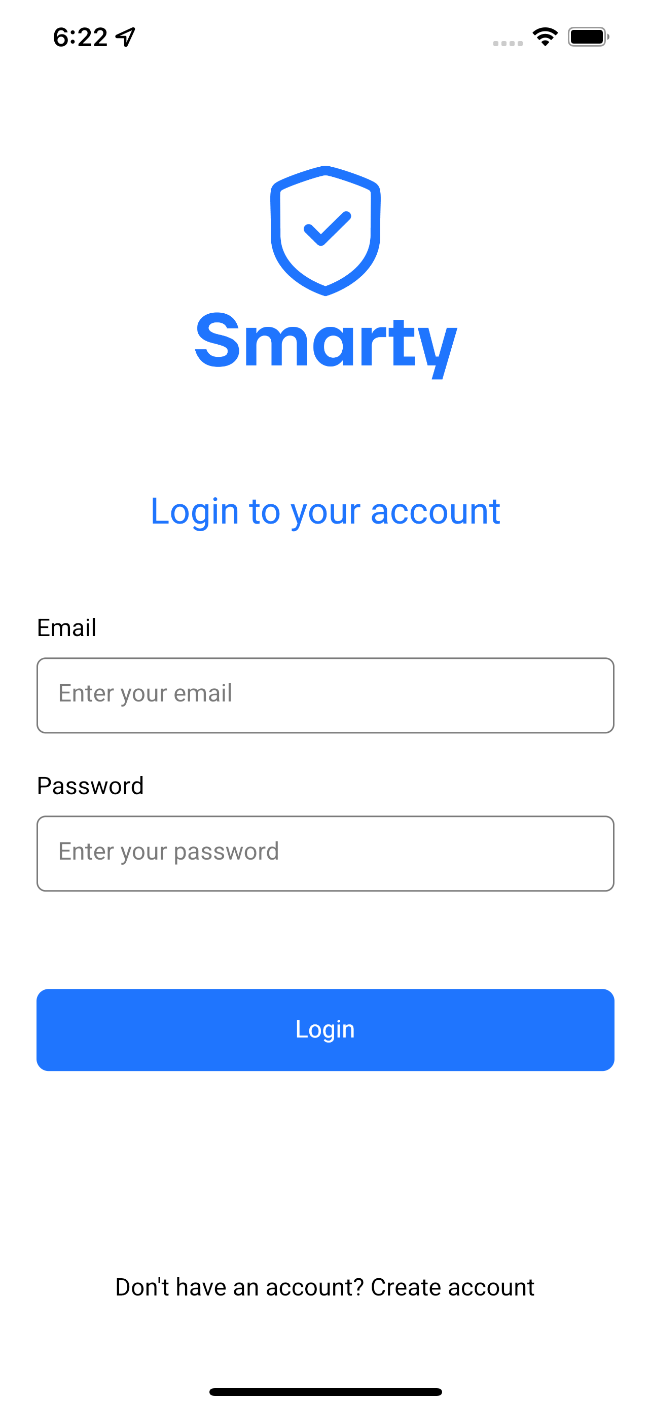 6:22
Smarty
Login to your account
Email
Enter your email
Password
Enter your password
Login
Don't have an account? Create account